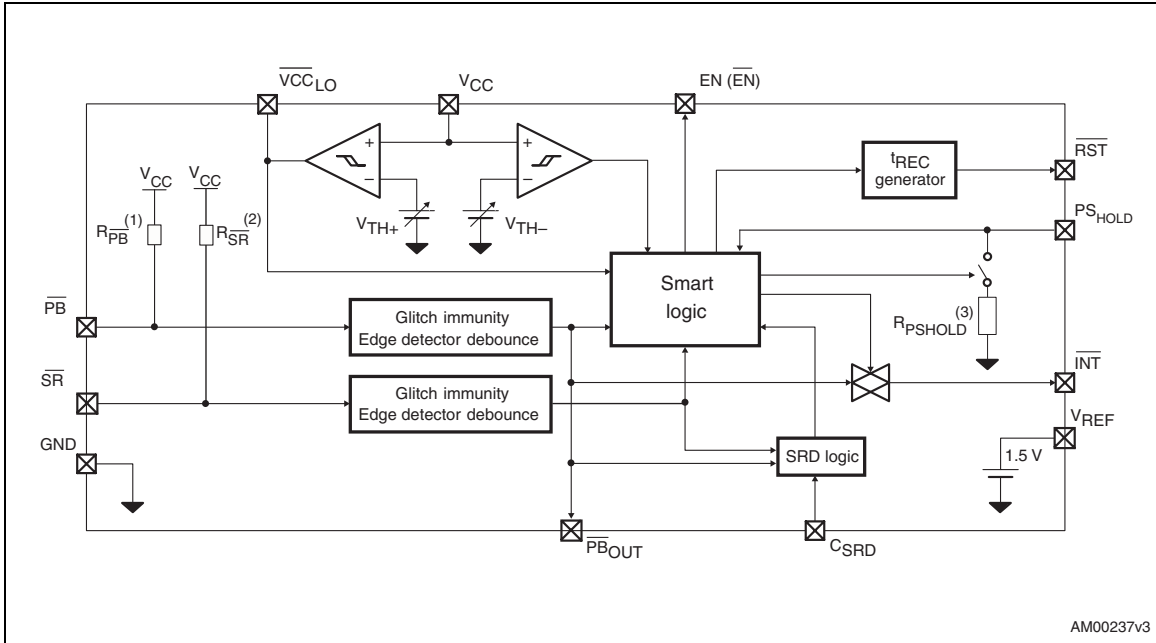 VCCLO
VCC
EN (EN)
tREC
generator
RST
VCC
VCC
RPB(1)
RSR(2)
+
−
+
−
VTH+
VTH–
PSHOLD
Smart
logic
RPSHOLD(3)
PB
Glitch immunity
Edge detector debounce
SR
Glitch immunity
Edge detector debounce
INT
GND
VREF
1.5 V
SRD logic
PBOUT
CSRD
AM00237v3